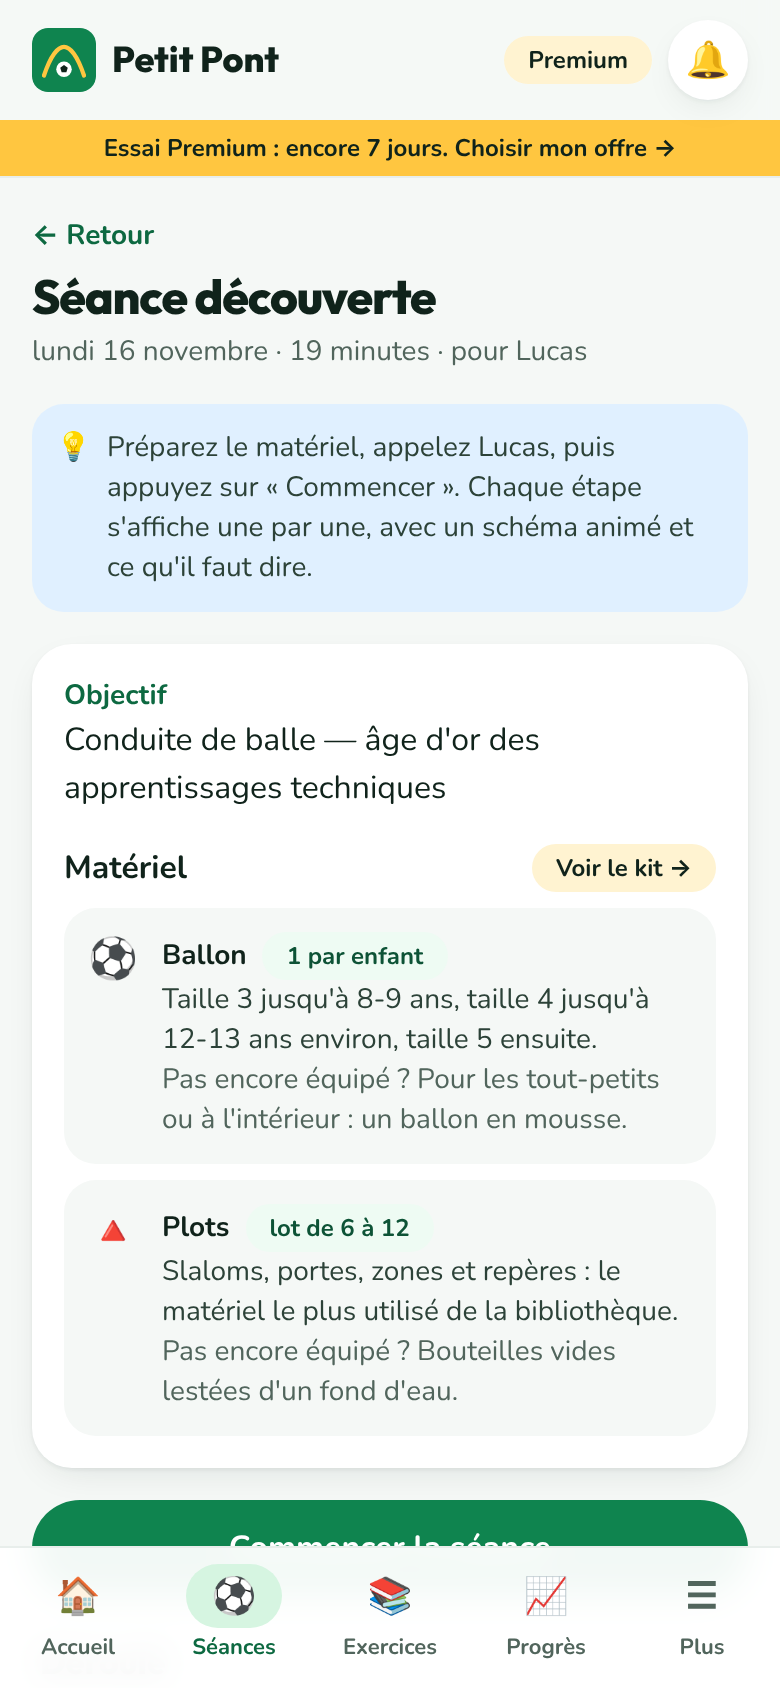 Petit Pont
Premium
Essai Premium : encore 7 jours. Choisir mon offre →
← Retour
Séance découverte
lundi 16 novembre · 19 minutes · pour Lucas
Préparez le matériel, appelez Lucas, puis
appuyez sur « Commencer ». Chaque étape
s'affiche une par une, avec un schéma animé et
ce qu'il faut dire.
Objectif
Conduite de balle — âge d'or des
apprentissages techniques
Matériel
Voir le kit →
Ballon
1 par enfant
Taille 3 jusqu'à 8-9 ans, taille 4 jusqu'à
12-13 ans environ, taille 5 ensuite.
Pas encore équipé ? Pour les tout-petits
ou à l'intérieur : un ballon en mousse.
Plots
lot de 6 à 12
Slaloms, portes, zones et repères : le
matériel le plus utilisé de la bibliothèque.
Pas encore équipé ? Bouteilles vides
lestées d'un fond d'eau.
Commencer la séance
Accueil
Séances
Exercices
Progrès
Plus